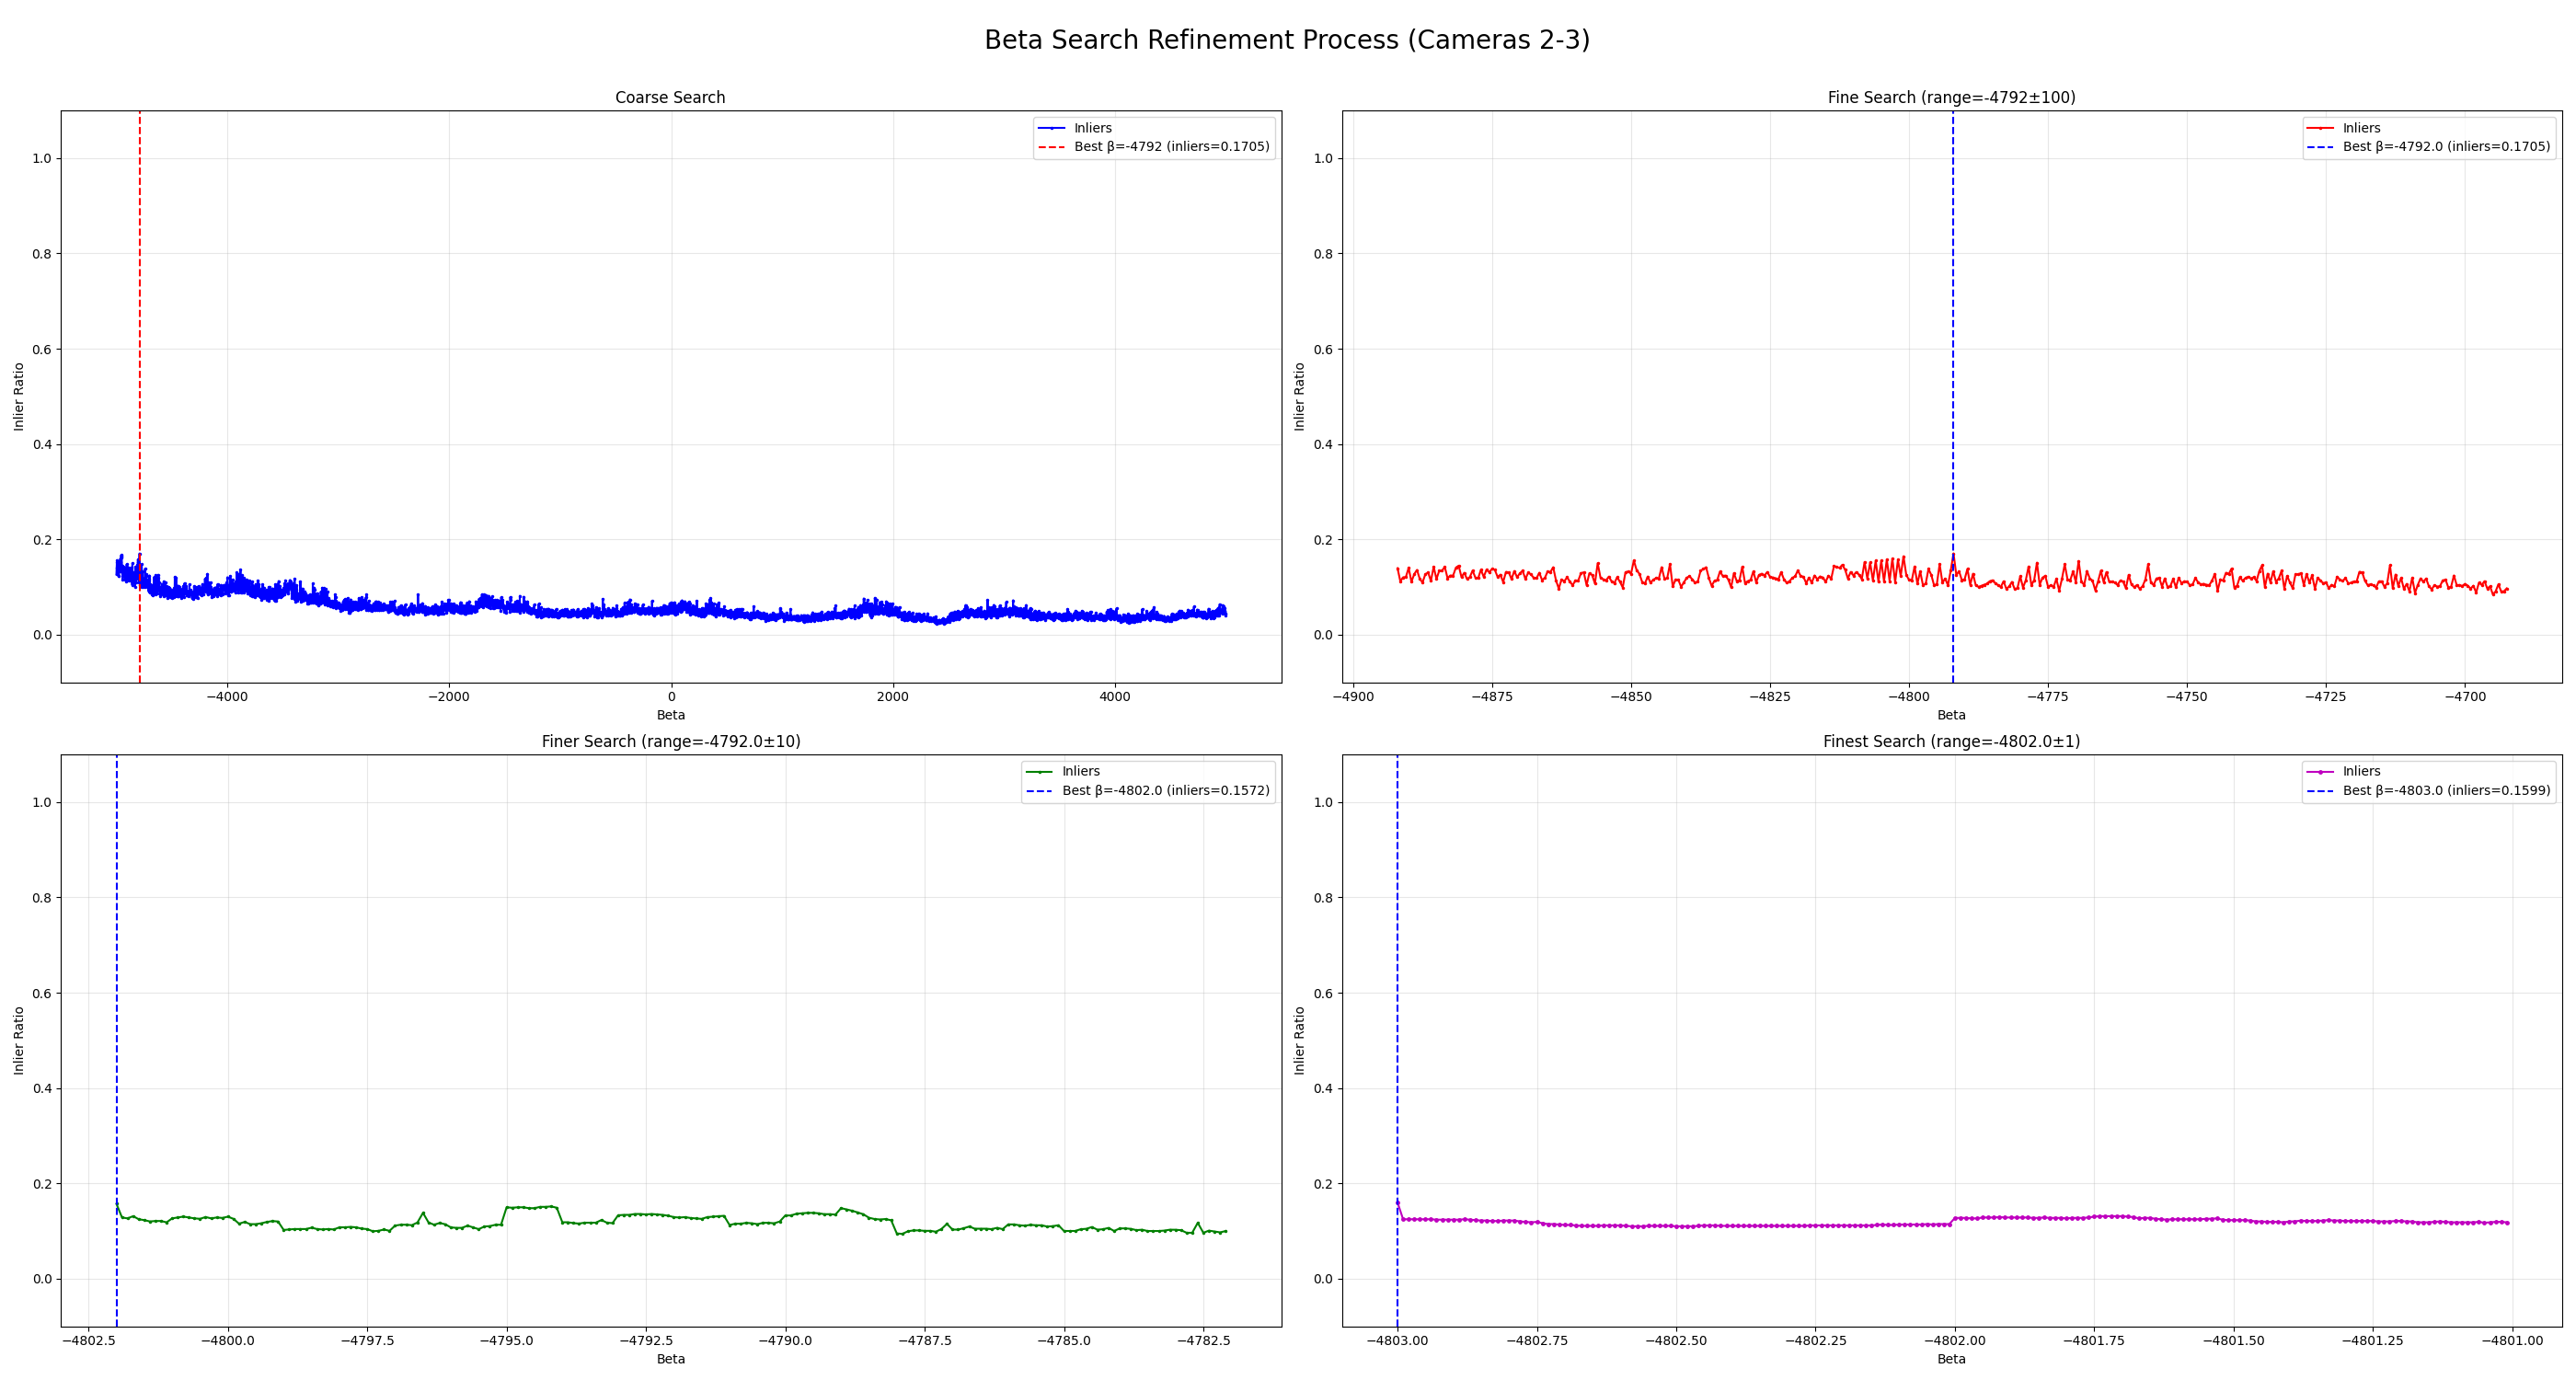 Beta Search Refinement Process (Cameras 2-3)
Coarse Search
Inlier Ratio
1.0
0.8
0.6
0.4
0.2
0.0
Inliers
Best β=-4792 (inliers=0.1705)
−4000 −2000 0 2000 4000
Beta
Fine Search (range=-4792±100)
Inlier Ratio
1.0
0.8
0.6
0.4
0.2
0.0
Inliers
Best β=-4792.0 (inliers=0.1705)
−4900 −4875 −4850 −4825 −4800 −4775 −4750 −4725 −4700
Beta
Finer Search (range=-4792.0±10)
Inlier Ratio
1.0
0.8
0.6
0.4
0.2
0.0
Inliers
Best β=-4802.0 (inliers=0.1572)
−4802.5 −4800.0 −4797.5 −4795.0 −4792.5 −4790.0 −4787.5 −4785.0 −4782.5
Beta
Finest Search (range=-4802.0±1)
Inlier Ratio
1.0
0.8
0.6
0.4
0.2
0.0
Inliers
Best β=-4803.0 (inliers=0.1599)
−4803.00 −4802.75 −4802.50 −4802.25 −4802.00 −4801.75 −4801.50 −4801.25 −4801.00
Beta